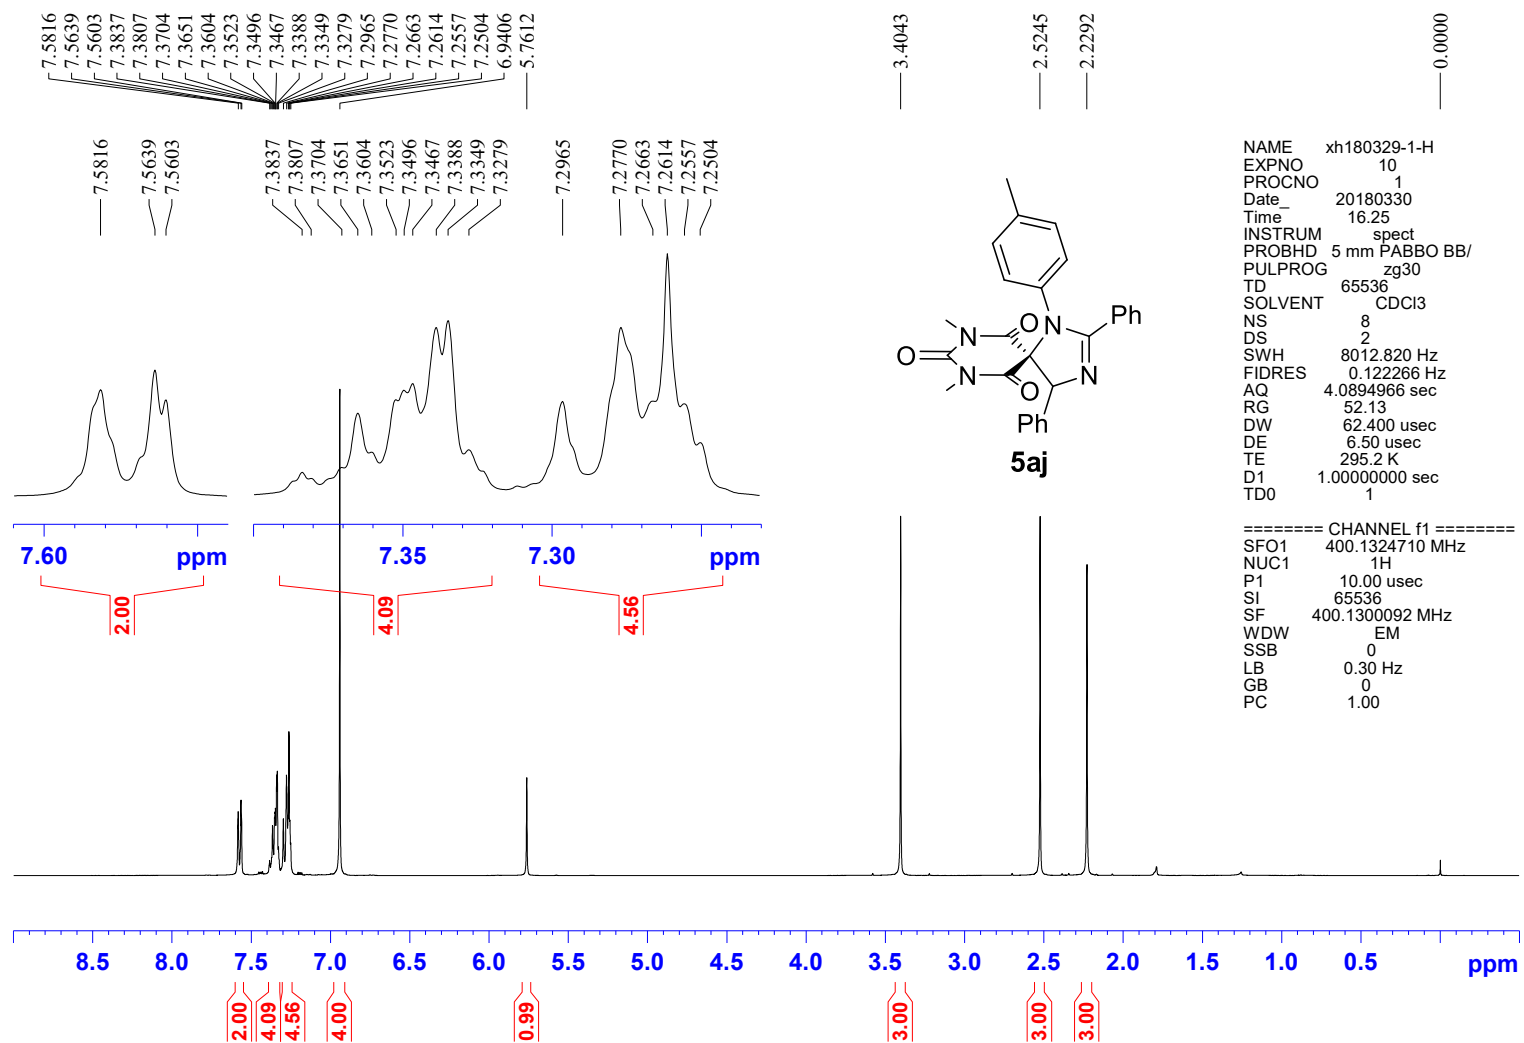 7.5816
7.5639
7.5603
7.3837
7.3807
7.3704
7.3651
7.3604
7.3523
7.3496
7.3467
7.3388
7.3349
7.3279
7.2965
7.2770
7.2663
7.2614
7.2557
7.2504
6.9406
5.7612
3.4043
2.5245
2.2292
0.0000
7.5816
7.5639
7.5603
7.3837
7.3807
7.3704
7.3651
7.3604
7.3523
7.3496
7.3467
7.3388
7.3349
7.3279
7.2965
7.2770
7.2663
7.2614
7.2557
7.2504
7.60 ppm
7.35 7.30 ppm
2.00 4.09 4.56
N Ph
O O N
O N
N O
Ph
5aj
NAME xh180329-1-H
EXPNO 10
PROCNO 1
Date_ 20180330
Time 16.25
INSTRUM spect
PROBHD 5 mm PABBO BB/
PULPROG zg30
TD 65536
SOLVENT CDCl3
NS 8
DS 2
SWH 8012.820 Hz
FIDRES 0.122266 Hz
AQ 4.0894966 sec
RG 52.13
DW 62.400 usec
DE 6.50 usec
TE 295.2 K
D1 1.00000000 sec
TD0 1
======== CHANNEL f1 ========
SFO1 400.1324710 MHz
NUC1 1H
P1 10.00 usec
SI 65536
SF 400.1300092 MHz
WDW EM
SSB 0
LB 0.30 Hz
GB 0
PC 1.00
8.5 8.0 7.5 7.0 6.5 6.0 5.5 5.0 4.5 4.0 3.5 3.0 2.5 2.0 1.5 1.0 0.5 ppm
2.00 4.09 4.56 4.00 0.99 3.00 3.00 3.00